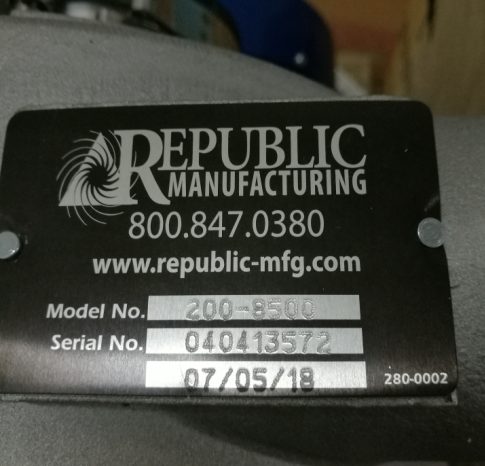 REPUBLIC
MANUFACTURING
800.847.0380
www.republic-mfg.com
Model No. 200-8500
Serial No. 040413572
07/05/18 280-0002